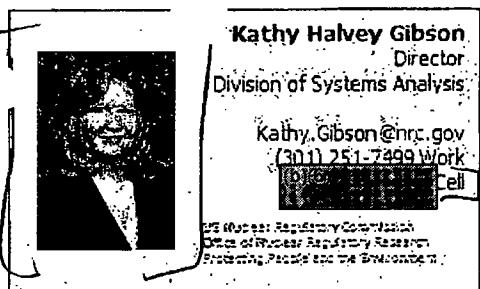 Kathy Halvey Gibson
Director
Division of Systems Analysis
Kathy.Gibson@nrc.gov
(301) 251-7499 Work
Cell
US Nuclear Regulatory Commission
Office of Nuclear Regulatory Research
Protecting People and the Environment